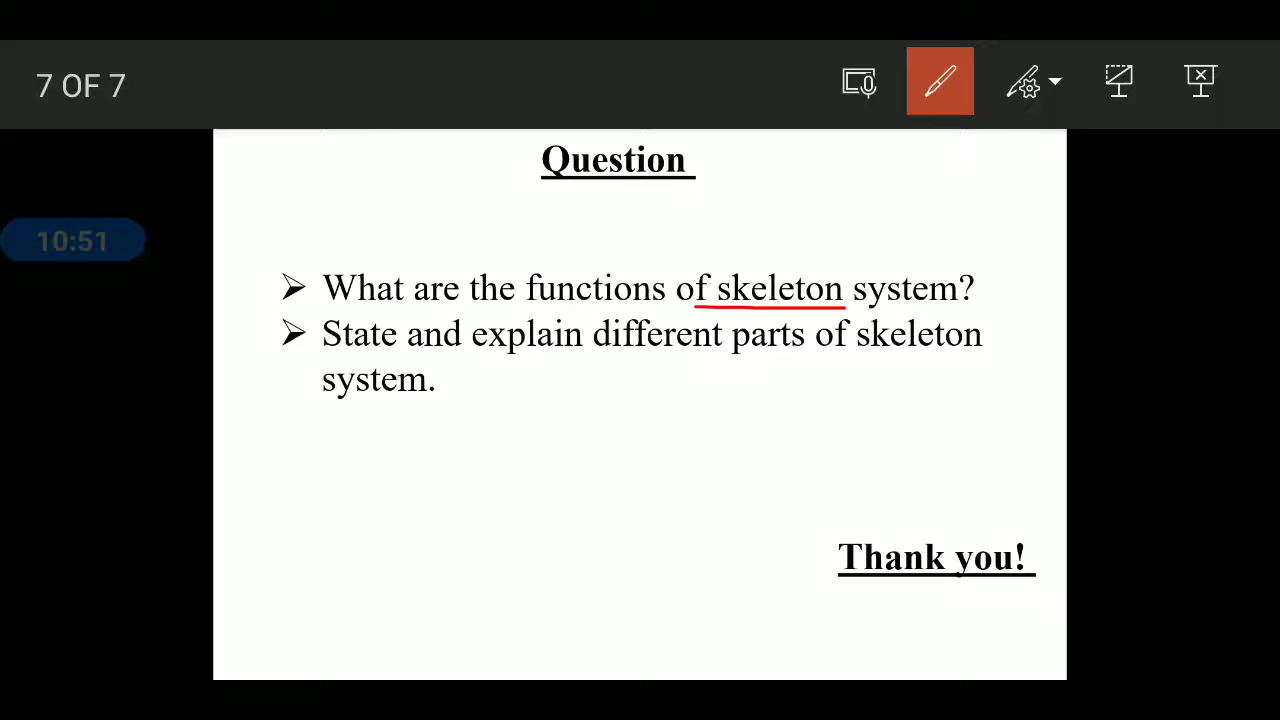 7 OF 7
Question
10:51
➢ What are the functions of skeleton system?
➢ State and explain different parts of skeleton
system.
Thank you!